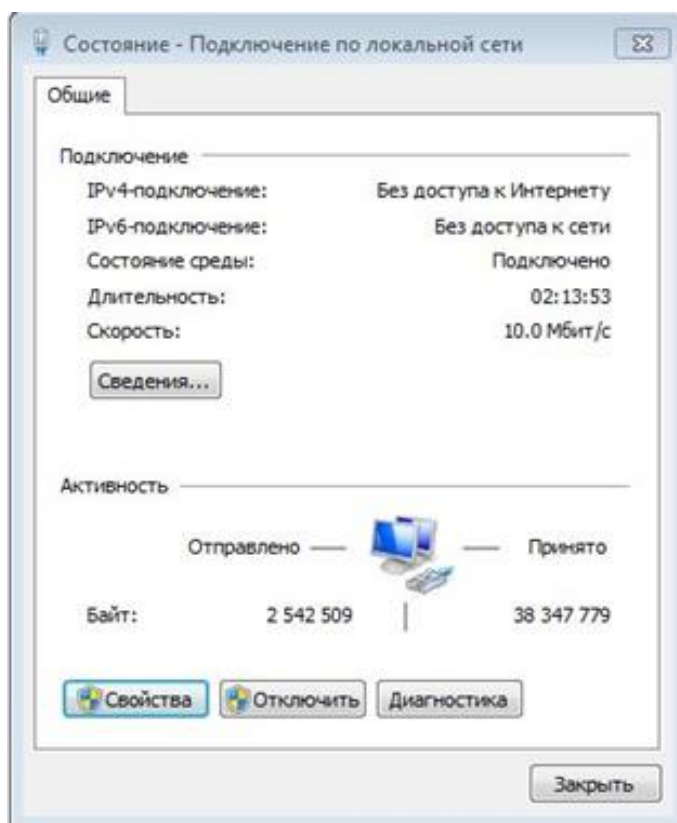 Состояние - Подключение по локальной сети
Общие
Подключение
IPv4-подключение: Без доступа к Интернету
IPv6-подключение: Без доступа к сети
Состояние среды: Подключено
Длительность: 02:13:53
Скорость: 10.0 Мбит/с
Сведения...
Активность
Отправлено — — Принято
Байт: 2 542 509 | 38 347 779
Свойства Отключить Диагностика
Закрыть